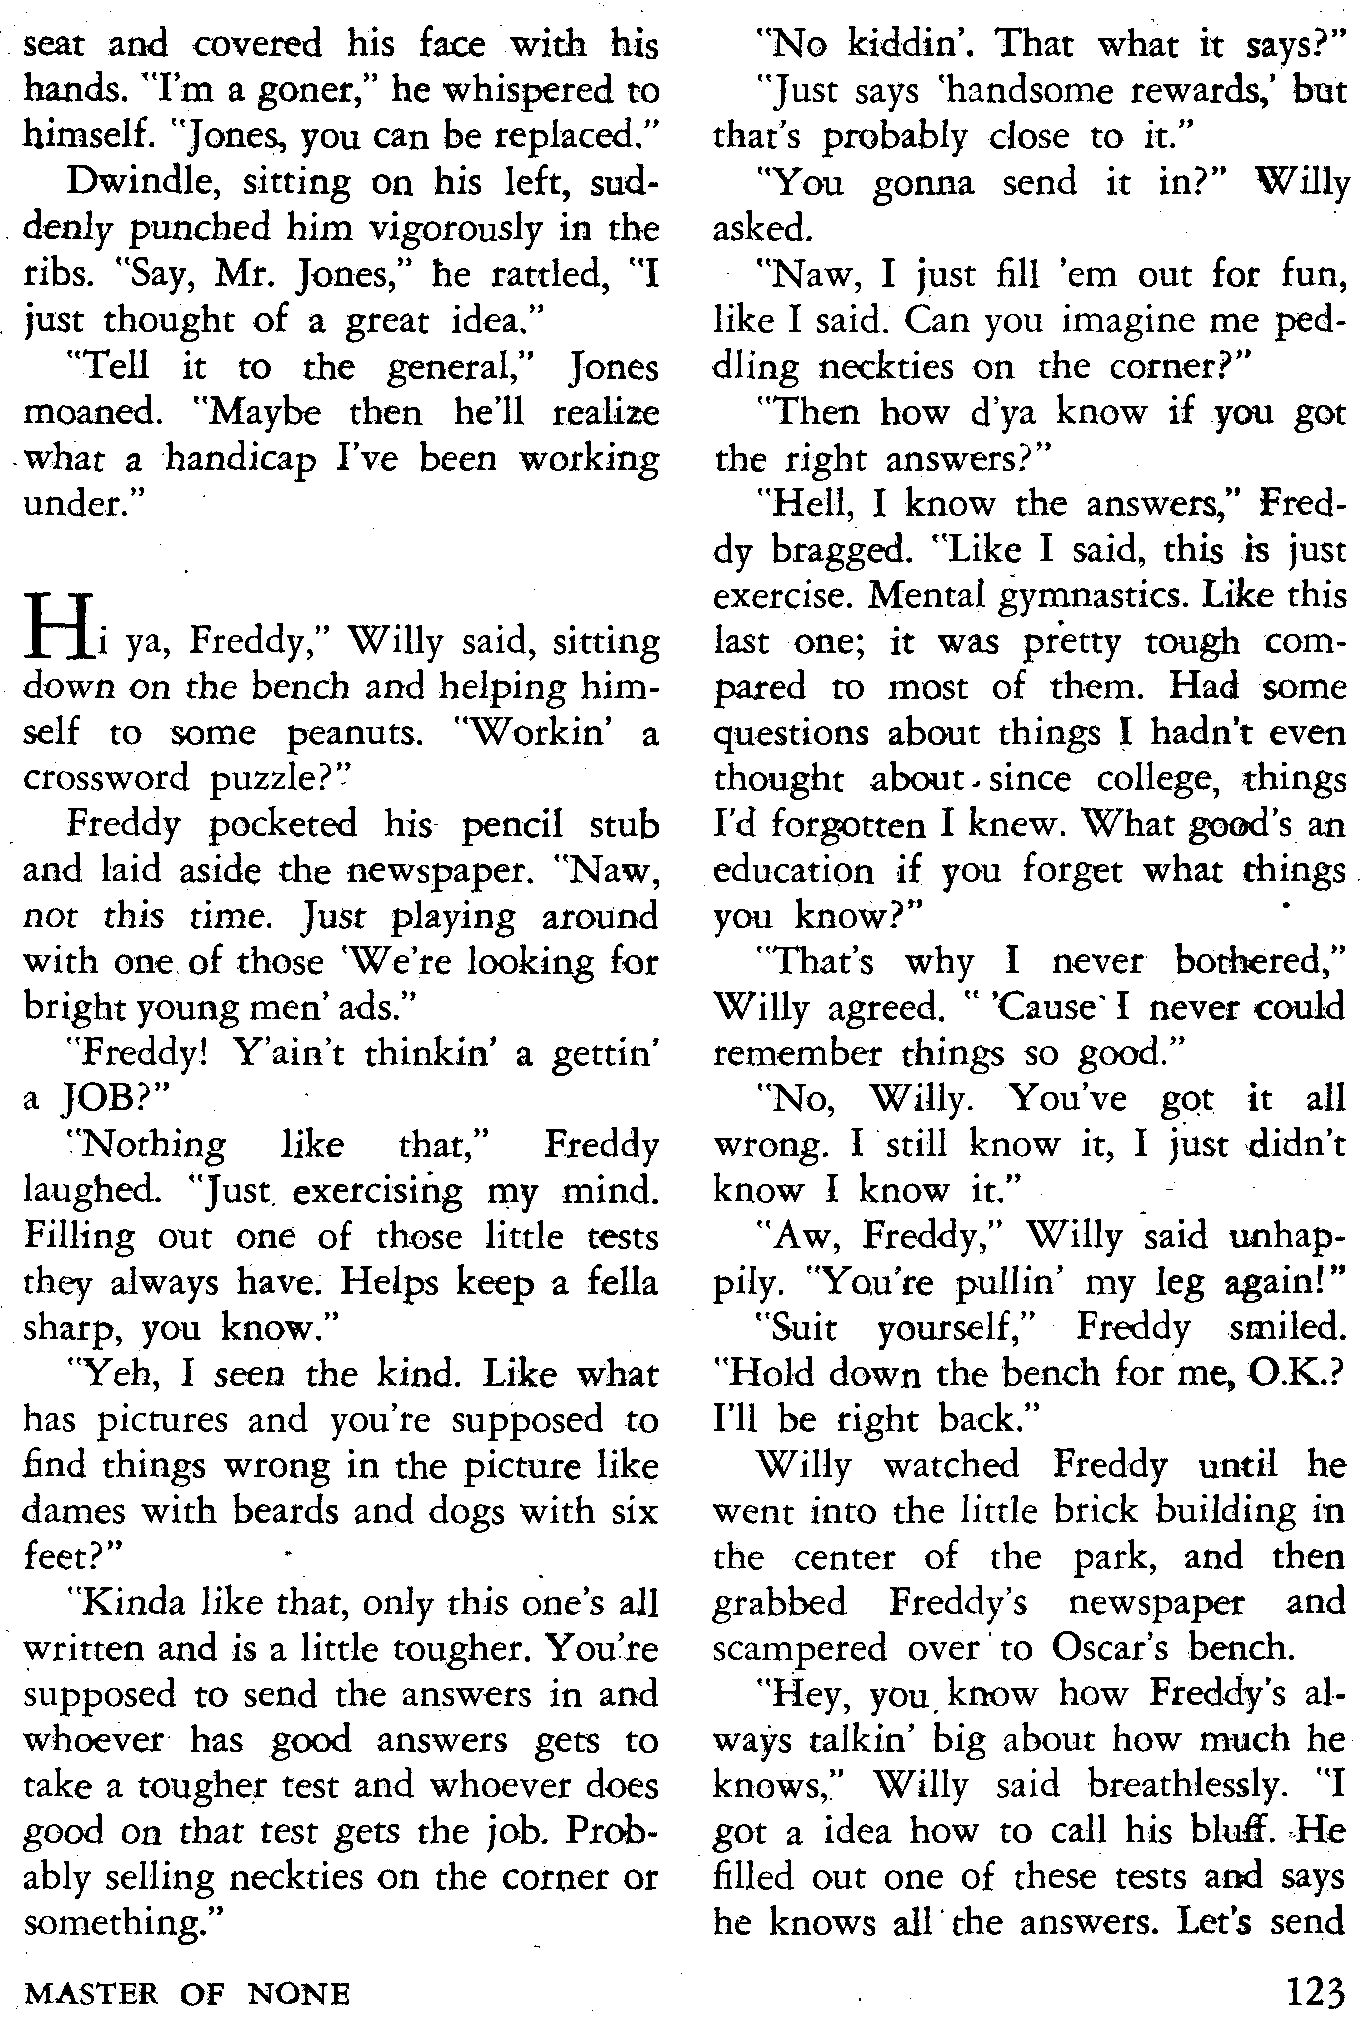 seat and covered his face with his
hands. "I'm a goner," he whispered to
himself. "Jones, you can be replaced."
Dwindle, sitting on his left, sud-
denly punched him vigorously in the
ribs. "Say, Mr. Jones," he rattled, "I
just thought of a great idea."
"Tell it to the general," Jones
moaned. "Maybe then he'll realize
what a handicap I've been working
under."
Hi ya, Freddy," Willy said, sitting
down on the bench and helping him-
self to some peanuts. "Workin' a
crossword puzzle?"
Freddy pocketed his pencil stub
and laid aside the newspaper. "Naw,
not this time. Just playing around
with one of those 'We're looking for
bright young men' ads."
"Freddy! Y'ain't thinkin' a gettin'
a JOB?"
"Nothing like that," Freddy
laughed. "Just exercising my mind.
Filling out one of those little tests
they always have. Helps keep a fella
sharp, you know."
"Yeh, I seen the kind. Like what
has pictures and you're supposed to
find things wrong in the picture like
dames with beards and dogs with six
feet?"
"Kinda like that, only this one's all
written and is a little tougher. You're
supposed to send the answers in and
whoever has good answers gets to
take a tougher test and whoever does
good on that test gets the job. Prob-
ably selling neckties on the corner or
something."
"No kiddin'. That what it says?"
"Just says 'handsome rewards,' but
that's probably close to it."
"You gonna send it in?" Willy
asked.
"Naw, I just fill 'em out for fun,
like I said. Can you imagine me ped-
dling neckties on the corner?"
"Then how d'ya know if you got
the right answers?"
"Hell, I know the answers," Fred-
dy bragged. "Like I said, this is just
exercise. Mental gymnastics. Like this
last one; it was pretty tough com-
pared to most of them. Had some
questions about things I hadn't even
thought about since college, things
I'd forgotten I knew. What good's an
education if you forget what things
you know?"
"That's why I never bothered,"
Willy agreed. " 'Cause I never could
remember things so good."
"No, Willy. You've got it all
wrong. I still know it, I just didn't
know I know it."
"Aw, Freddy," Willy said unhap-
pily. "You're pullin' my leg again!"
"Suit yourself," Freddy smiled.
"Hold down the bench for me, O.K.?
I'll be right back."
Willy watched Freddy until he
went into the little brick building in
the center of the park, and then
grabbed Freddy's newspaper and
scampered over to Oscar's bench.
"Hey, you know how Freddy's al-
ways talkin' big about how much he
knows," Willy said breathlessly. "I
got a idea how to call his bluff. He
filled out one of these tests and says
he knows all the answers. Let's send
MASTER OF NONE
123